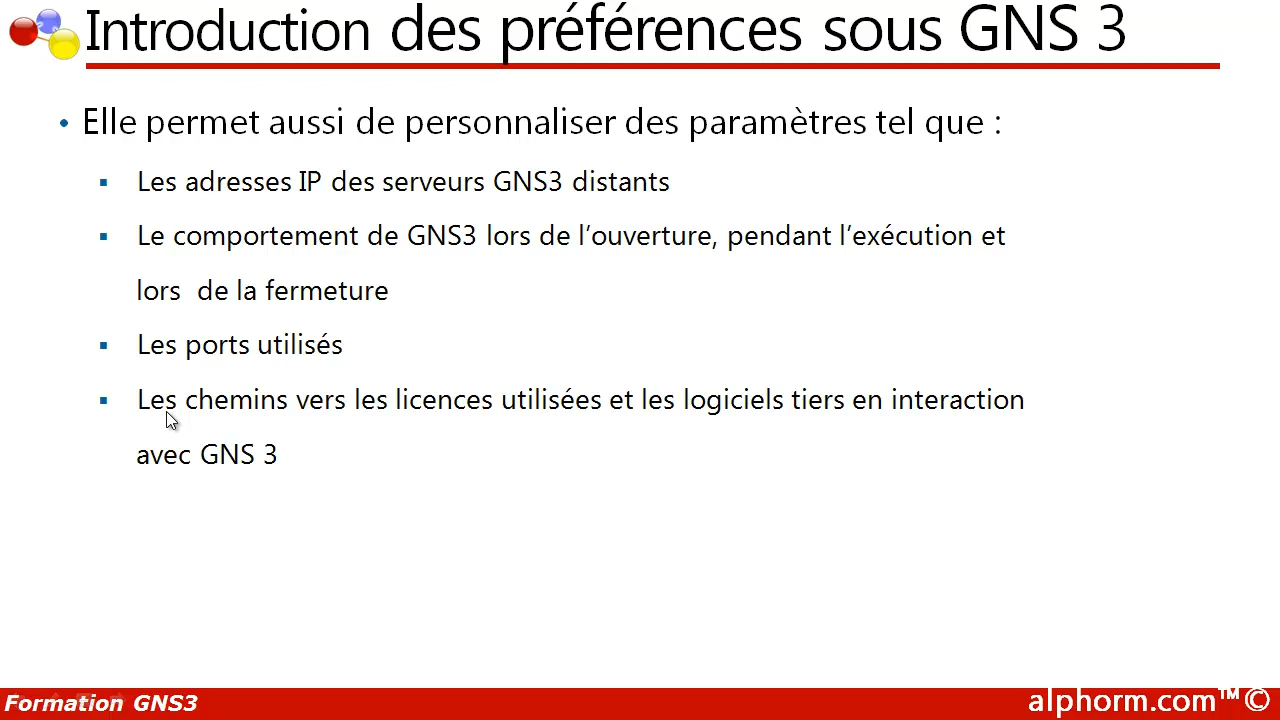 Introduction des préférences sous GNS 3
• Elle permet aussi de personnaliser des paramètres tel que :
▪ Les adresses IP des serveurs GNS3 distants
▪ Le comportement de GNS3 lors de l’ouverture, pendant l’exécution et
lors de la fermeture
▪ Les ports utilisés
▪ Les chemins vers les licences utilisées et les logiciels tiers en interaction
avec GNS 3
Formation GNS3
alphorm.com™©